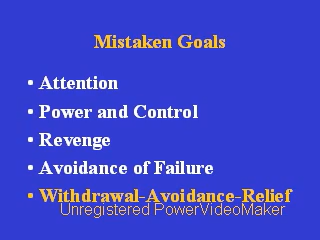 Mistaken Goals
• Attention
• Power and Control
• Revenge
• Avoidance of Failure
• Withdrawal-Avoidance-Relief
Unregistered PowerVideoMaker